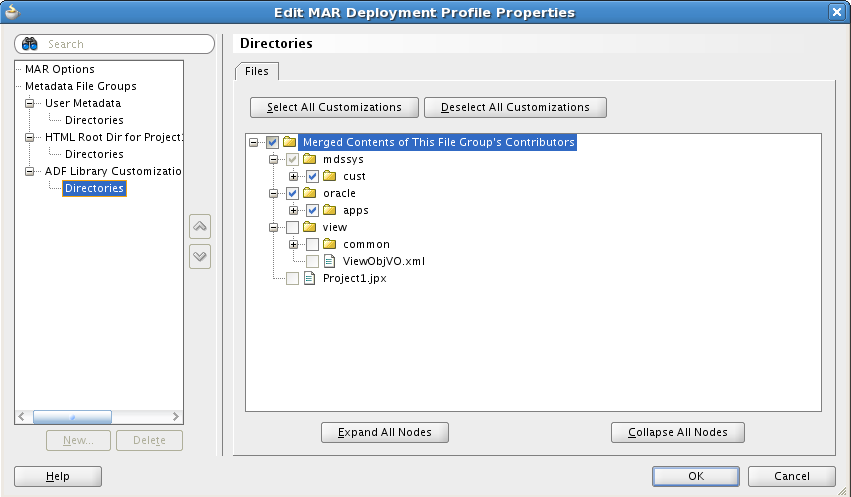 Edit MAR Deployment Profile Properties
Search
MAR Options
Metadata File Groups
User Metadata
Directories
HTML Root Dir for Project1
Directories
ADF Library Customizatio
Directories
New...
Delete
Directories
Files
Select All Customizations
Deselect All Customizations
Merged Contents of This File Group's Contributors
mdssys
cust
oracle
apps
view
common
ViewObjVO.xml
Project1.jpx
Expand All Nodes
Collapse All Nodes
Help
OK
Cancel